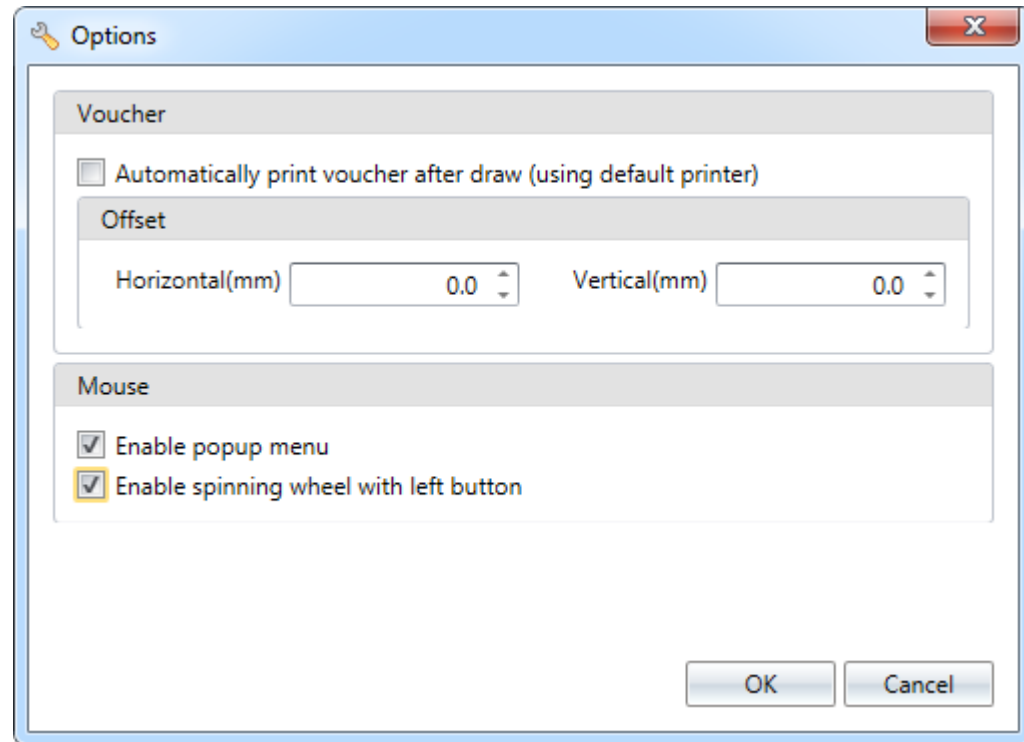 Options
Voucher
Automatically print voucher after draw (using default printer)
Offset
Horizontal(mm) 0.0 Vertical(mm) 0.0
Mouse
Enable popup menu
Enable spinning wheel with left button
OK Cancel